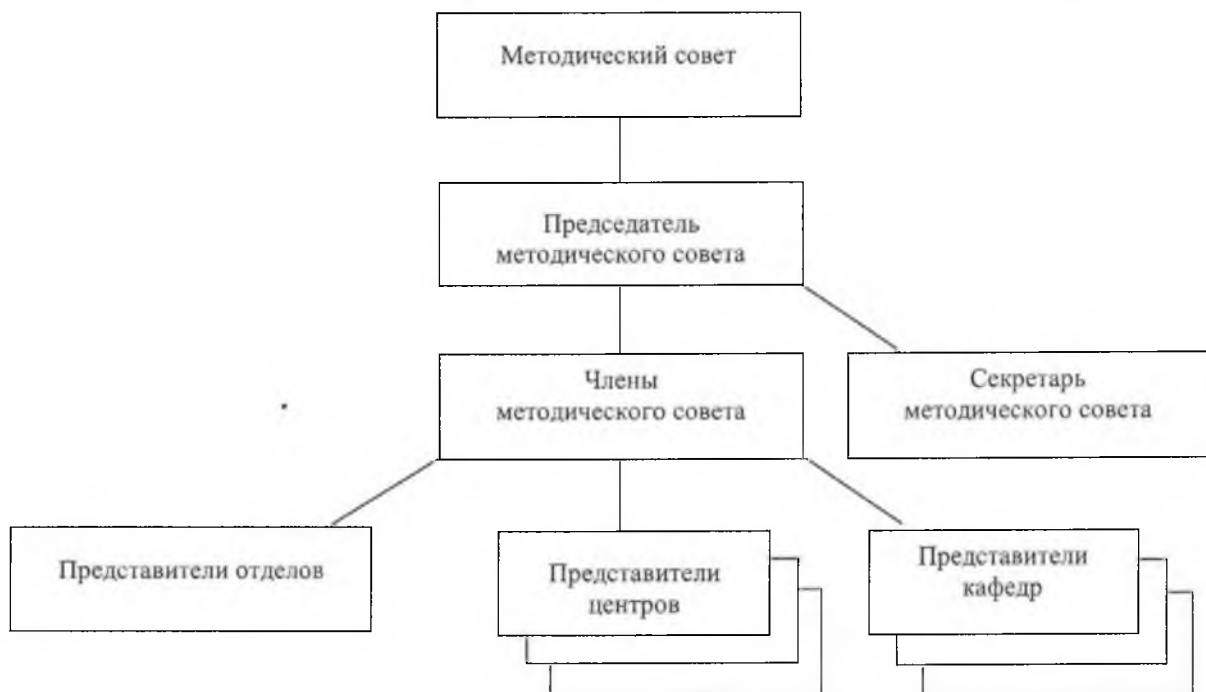 Методический совет
Председатель
методического совета
Члены
методического совета
Секретарь
методического совета
Представители отделов
Представители
центров
Представители
кафедр